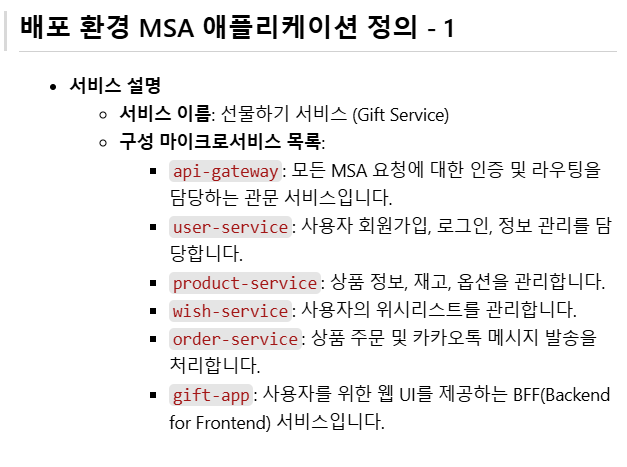 배포 환경 MSA 애플리케이션 정의 - 1
서비스 설명
서비스 이름: 선물하기 서비스 (Gift Service)
구성 마이크로서비스 목록:
api-gateway: 모든 MSA 요청에 대한 인증 및 라우팅을
담당하는 관문 서비스입니다.
user-service: 사용자 회원가입, 로그인, 정보 관리를 담
당합니다.
product-service: 상품 정보, 재고, 옵션을 관리합니다.
wish-service: 사용자의 위시리스트를 관리합니다.
order-service: 상품 주문 및 카카오톡 메시지 발송을
처리합니다.
gift-app: 사용자를 위한 웹 UI를 제공하는 BFF(Backend
for Frontend) 서비스입니다.